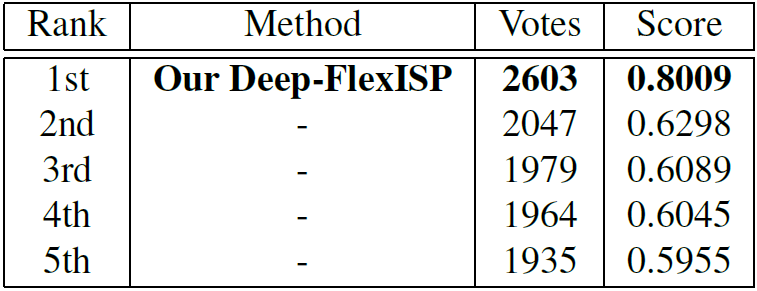 Rank Method Votes Score
1st Our Deep-FlexISP 2603 0.8009
2nd - 2047 0.6298
3rd - 1979 0.6089
4th - 1964 0.6045
5th - 1935 0.5955